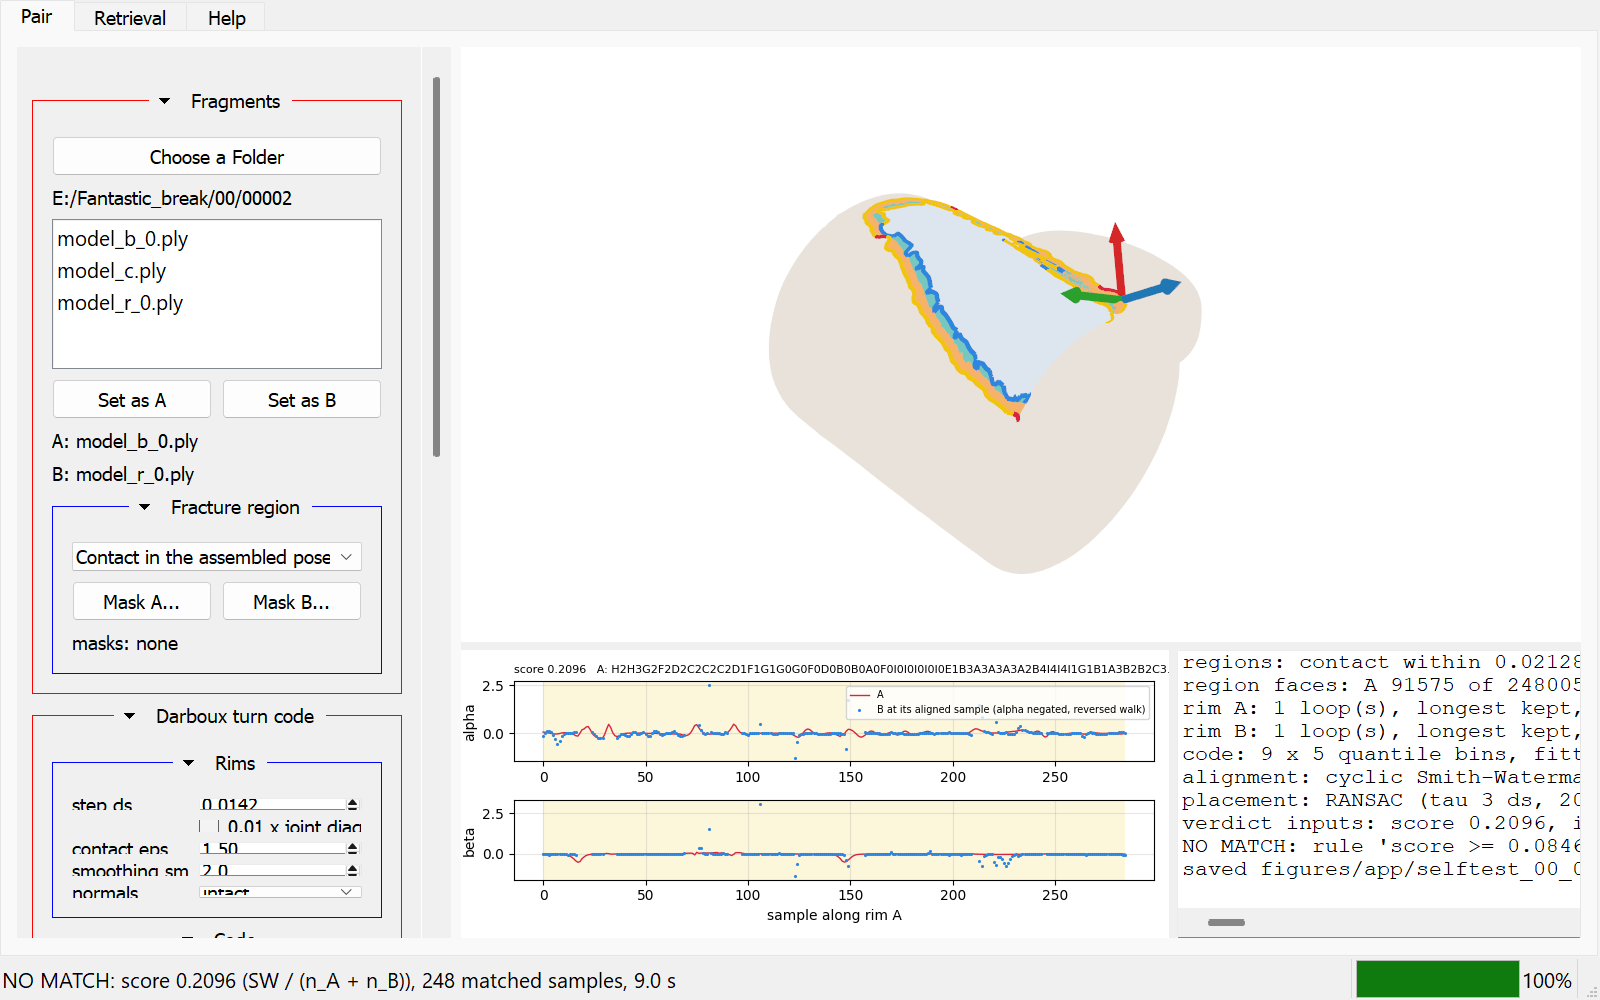 Pair Retrieval Help
Fragments
Choose a Folder
E:/Fantastic_break/00/00002
model_b_0.ply
model_c.ply
model_r_0.ply
Set as A Set as B
A: model_b_0.ply
B: model_r_0.ply
Fracture region
Contact in the assembled pose
Mask A... Mask B...
masks: none
Darboux turn code
Rims
step ds 0.0142
0.01 x joint diag
contact eps 1.50
smoothing sm 2.0
normals intact
Code
score 0.2096 A: H2H3G2F2D2C2C2C2D1F1G1G0G0F0D0B0B0A0F0I0I0I0I0I0E1B3A3A3A3A2B4I4I4I1G1B1A3B2B2C3.
alpha
2.5
0.0
A
B at its aligned sample (alpha negated, reversed walk)
0 50 100 150 200 250
beta
2.5
0.0
0 50 100 150 200 250
sample along rim A
regions: contact within 0.02128
region faces: A 91575 of 248005
rim A: 1 loop(s), longest kept,
rim B: 1 loop(s), longest kept,
code: 9 x 5 quantile bins, fitt
alignment: cyclic Smith-Waterma
placement: RANSAC (tau 3 ds, 20
verdict inputs: score 0.2096, i
NO MATCH: rule 'score >= 0.0846
saved figures/app/selftest_00_0
NO MATCH: score 0.2096 (SW / (n_A + n_B)), 248 matched samples, 9.0 s
100%